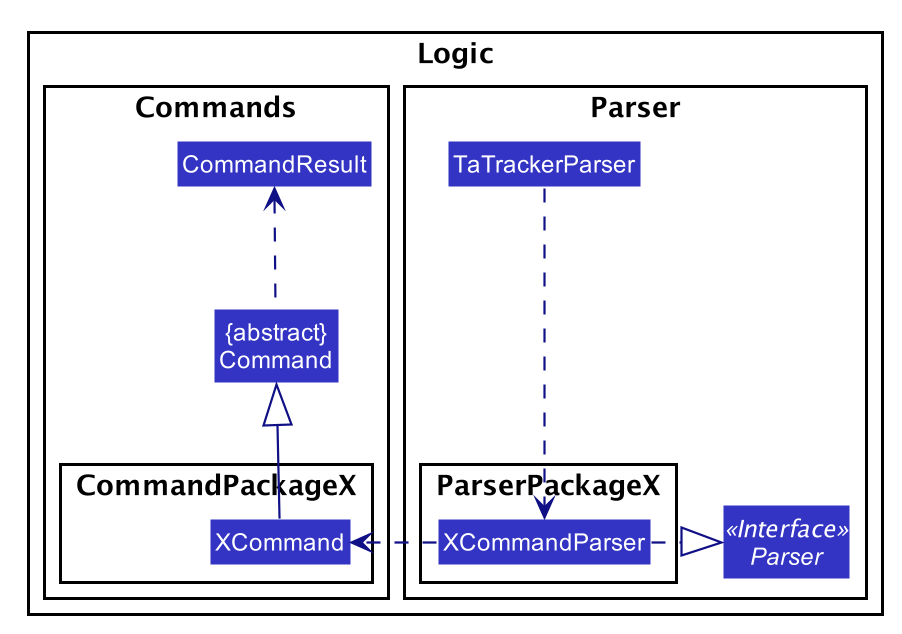 Logic
Commands
CommandResult
{abstract}
Command
CommandPackageX
XCommand
Parser
TaTrackerParser
ParserPackageX
XCommandParser
«Interface»
Parser